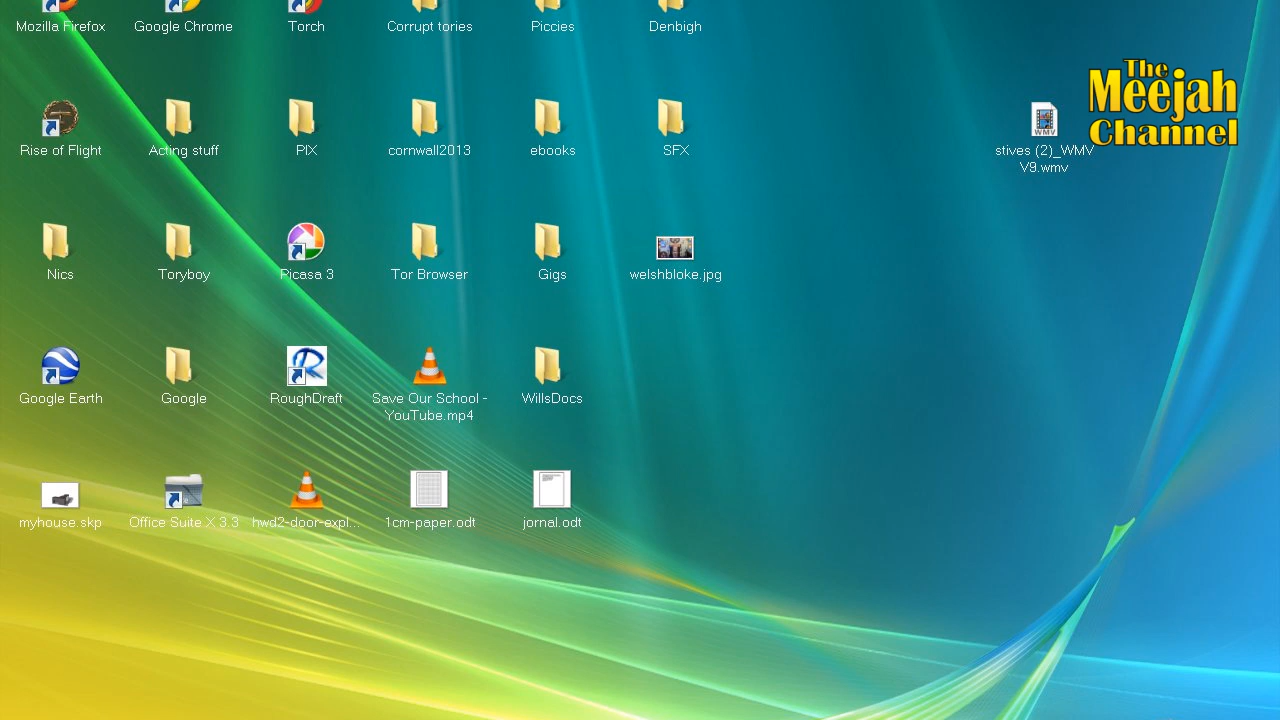 Mozilla Firefox
Google Chrome
Torch
Corrupt tories
Piccies
Denbigh
The
Meejah
Channel
Rise of Flight
Acting stuff
PIX
cornwall2013
ebooks
SFX
WMV
stives (2)_WMV
V9.wmv
Nics
Toryboy
Picasa 3
Tor Browser
Gigs
welshbloke.jpg
Google Earth
Google
RoughDraft
Save Our School -
YouTube.mp4
WillsDocs
myhouse.skp
Office Suite X 3.3
hwd2-door-expl...
1cm-paper.odt
jornal.odt